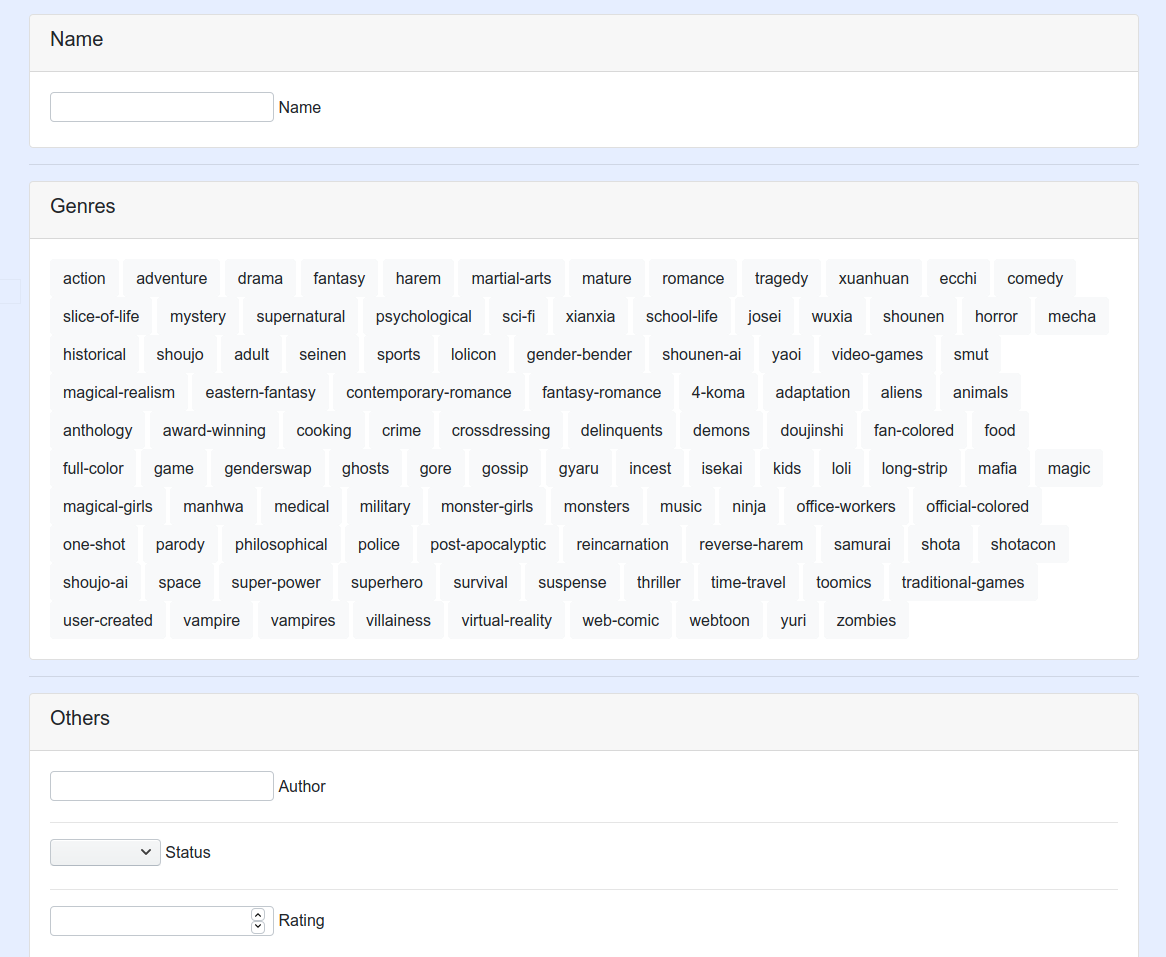 Name
Name
Genres
action adventure drama fantasy harem martial-arts mature romance tragedy xuanhuan ecchi comedy
slice-of-life mystery supernatural psychological sci-fi xianxia school-life josei wuxia shounen horror mecha
historical shoujo adult seinen sports lolicon gender-bender shounen-ai yaoi video-games smut
magical-realism eastern-fantasy contemporary-romance fantasy-romance 4-koma adaptation aliens animals
anthology award-winning cooking crime crossdressing delinquents demons doujinshi fan-colored food
full-color game genderswap ghosts gore gossip gyaru incest isekai kids loli long-strip mafia magic
magical-girls manhwa medical military monster-girls monsters music ninja office-workers official-colored
one-shot parody philosophical police post-apocalyptic reincarnation reverse-harem samurai shota shotacon
shoujo-ai space super-power superhero survival suspense thriller time-travel toomics traditional-games
user-created vampire vampires villainess virtual-reality web-comic webtoon yuri zombies
Others
Author
Status
Rating